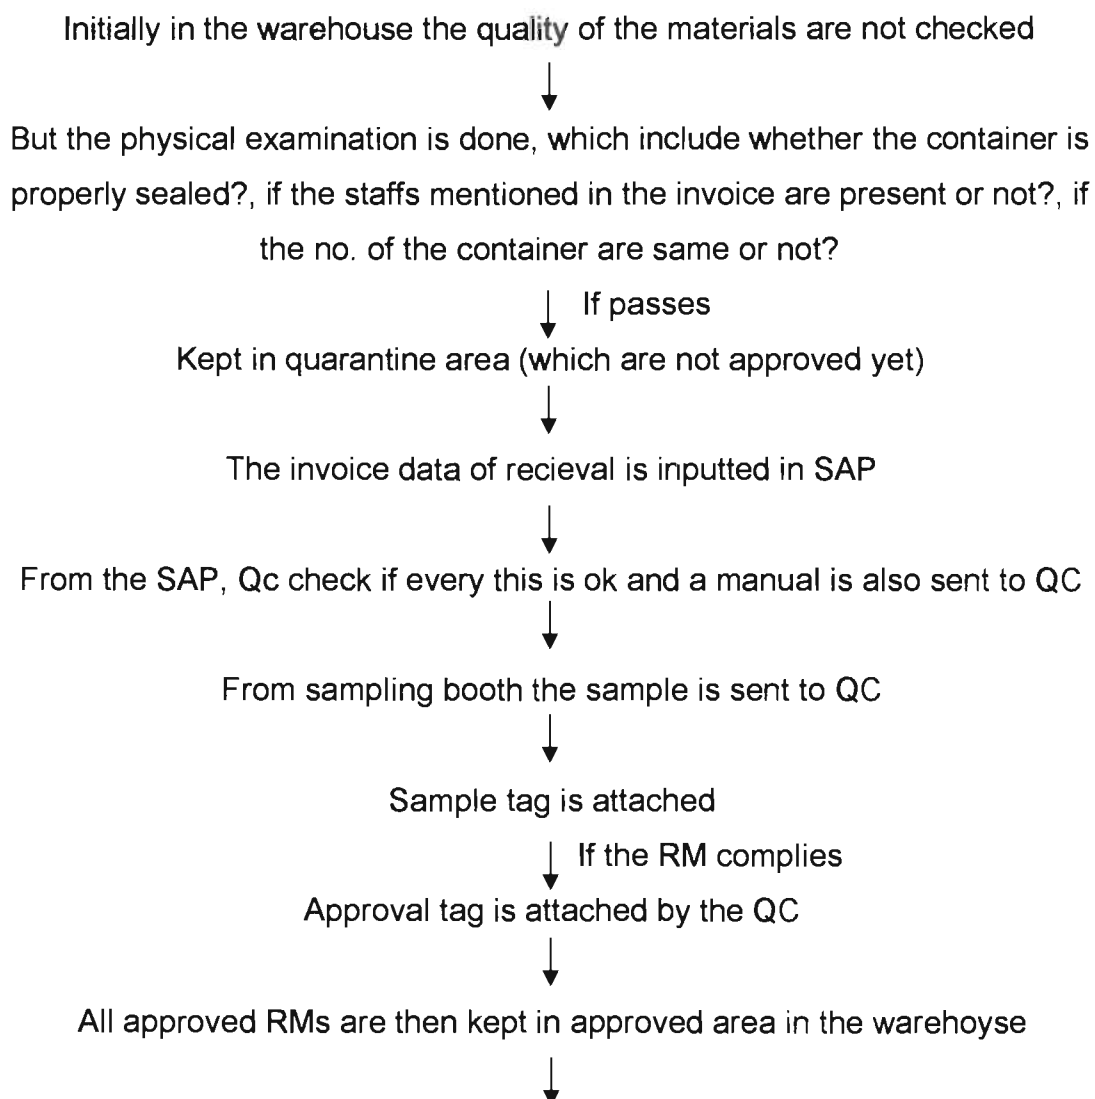 Initially in the warehouse the quality of the materials are not checked
But the physical examination is done, which include whether the container is
properly sealed?, if the staffs mentioned in the invoice are present or not?, if
the no. of the container are same or not?
If passes
Kept in quarantine area (which are not approved yet)
The invoice data of recieval is inputted in SAP
From the SAP, Qc check if every this is ok and a manual is also sent to QC
From sampling booth the sample is sent to QC
Sample tag is attached
If the RM complies
Approval tag is attached by the QC
All approved RMs are then kept in approved area in the warehoyse